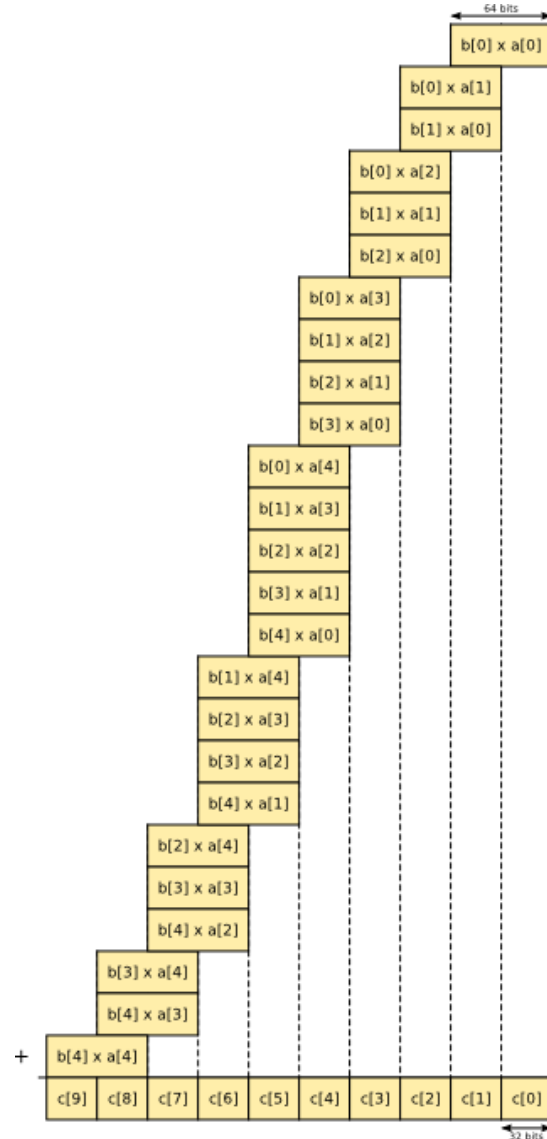 64 bits
b[0] x a[0]
b[0] x a[1]
b[1] x a[0]
b[0] x a[2]
b[1] x a[1]
b[2] x a[0]
b[0] x a[3]
b[1] x a[2]
b[2] x a[1]
b[3] x a[0]
b[0] x a[4]
b[1] x a[3]
b[2] x a[2]
b[3] x a[1]
b[4] x a[0]
b[1] x a[4]
b[2] x a[3]
b[3] x a[2]
b[4] x a[1]
b[2] x a[4]
b[3] x a[3]
b[4] x a[2]
b[3] x a[4]
b[4] x a[3]
+ b[4] x a[4]
c[9] c[8] c[7] c[6] c[5] c[4] c[3] c[2] c[1] c[0]
32 bits